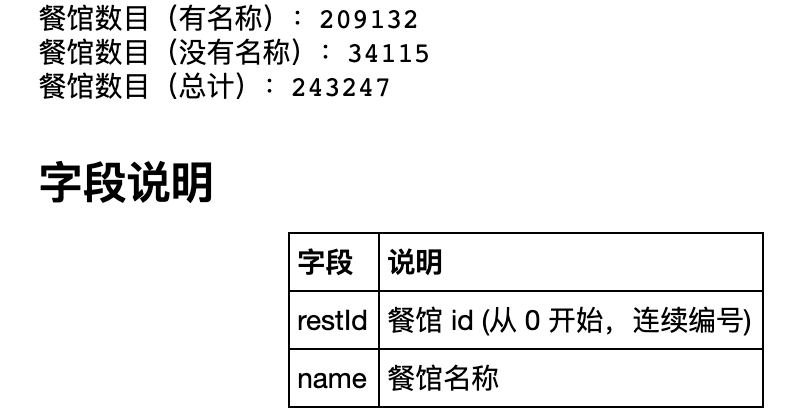 餐馆数目（有名称）：209132
餐馆数目（没有名称）：34115
餐馆数目（总计）：243247
字段说明
字段 说明
restId 餐馆 id (从 0 开始，连续编号)
name 餐馆名称